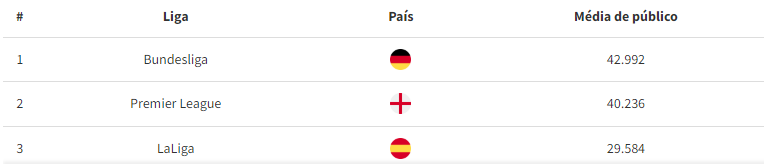 # Liga País Média de público
1 Bundesliga 42.992
2 Premier League 40.236
3 LaLiga 29.584